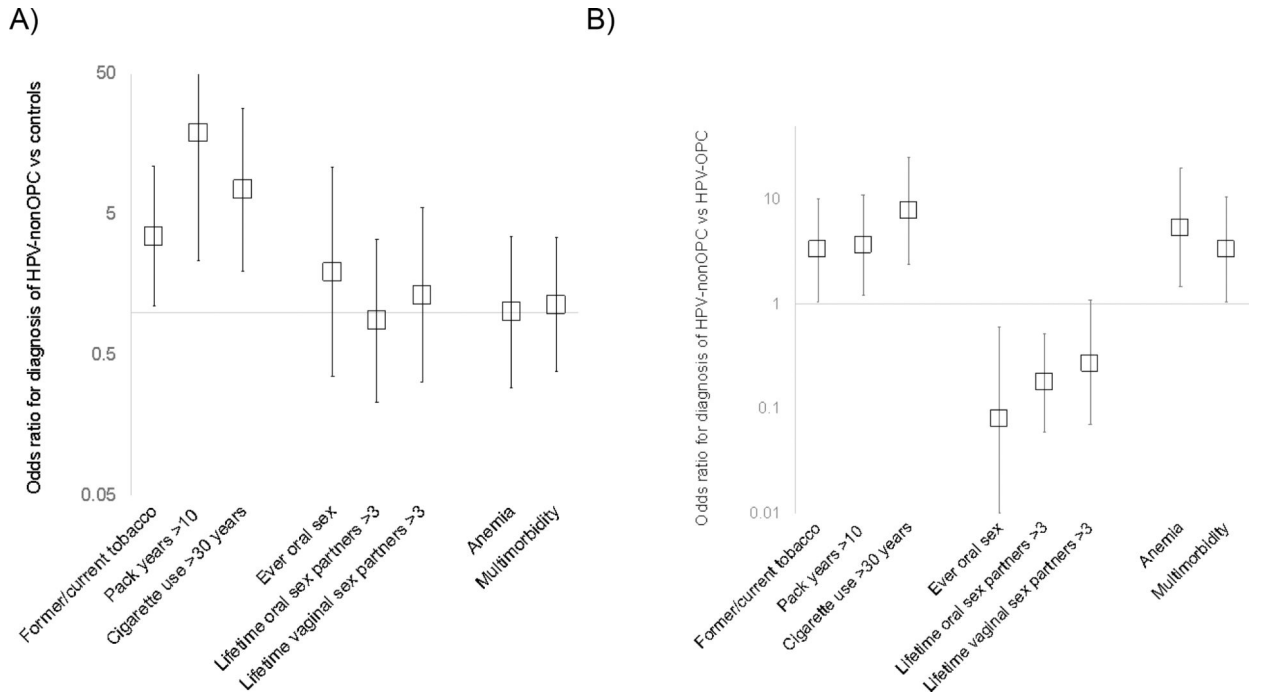 A)
Odds ratio for diagnosis of HPV-nonOPC vs controls
50
5
0.5
0.05
Former/current tobacco
Pack years >10
Cigarette use >30 years
Ever oral sex
Lifetime oral sex partners >3
Lifetime vaginal sex partners >3
Anemia
Multimorbidity
B)
Odds ratio for diagnosis of HPV-nonOPC vs HPV-OPC
10
1
0.1
0.01
Former/current tobacco
Pack years >10
Cigarette use >30 years
Ever oral sex
Lifetime oral sex partners >3
Lifetime vaginal sex partners >3
Anemia
Multimorbidity